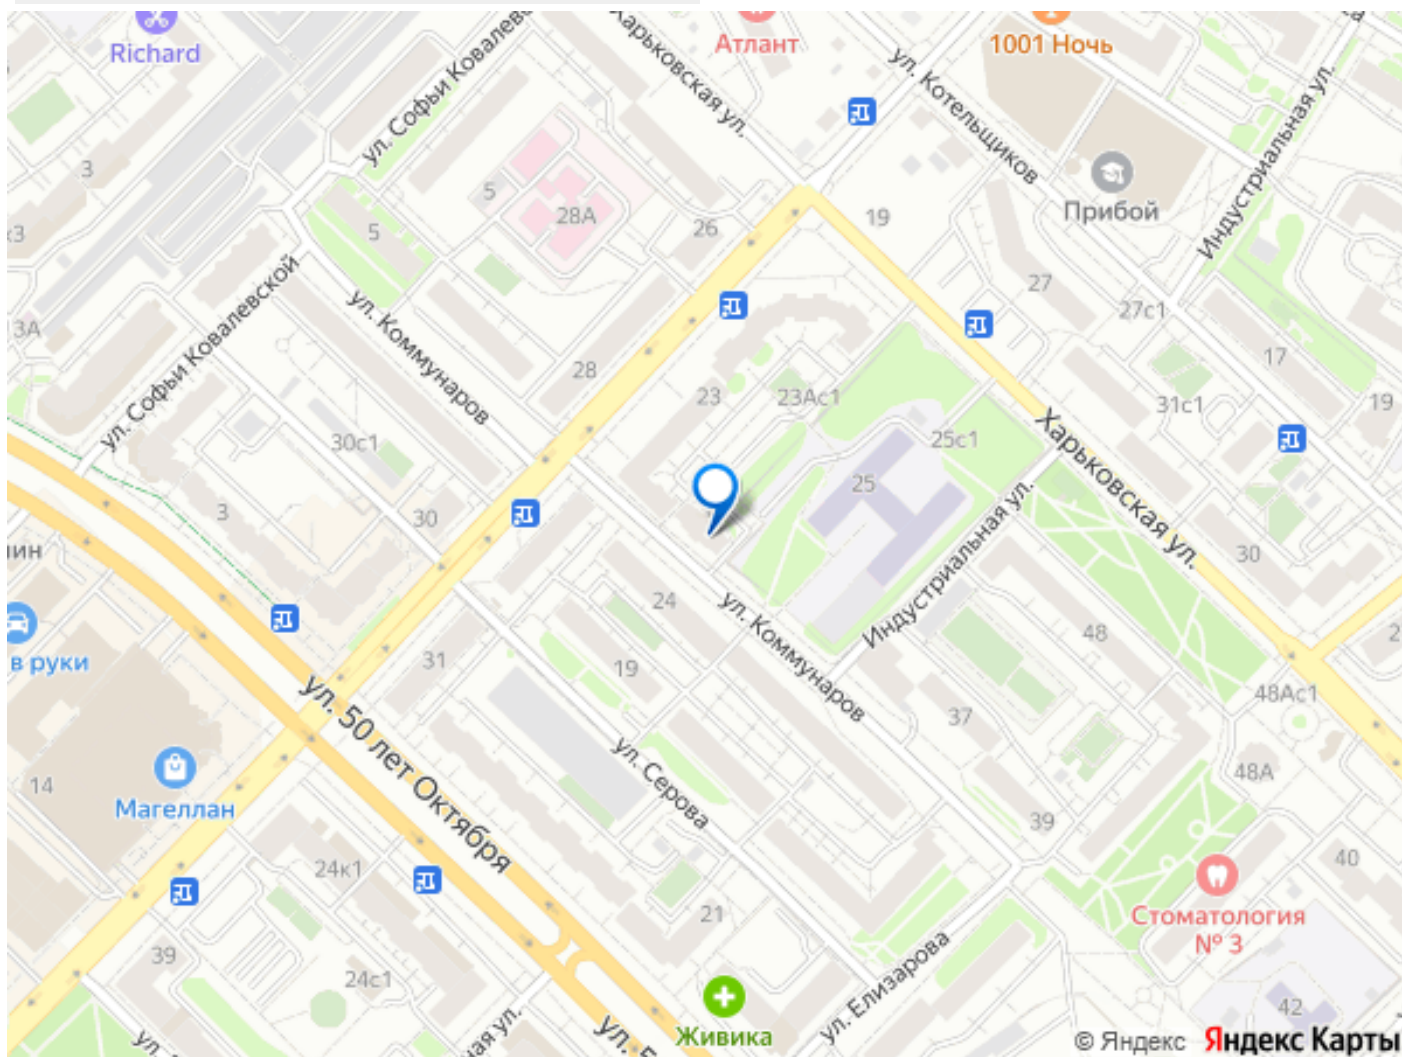 Richard
Атлант
1001 Ночь
ул. Софьи Ковалевс
Харьковская ул.
ул. Котельщиков
Индустриальная ул.
Прибой
3
5
28А
5
26
19
27
к3
27с1
13А
ул. Софьи Ковалевской
ул. Коммунаров
28
23
23Ас1
17
31с1
19
30с1
25с1
Харьковская ул.
25
3
30
30
24
ул. Коммунаров
Индустриальная ул.
48
в руки
31
19
48Ас1
37
ул. 50 лет Октября
48А
14
Магеллан
ул. Серова
39
40
24к1
21
Стоматология
№ 3
39
24с1
ул. Елизарова
42
Живика
© Яндекс Яндекс Карты